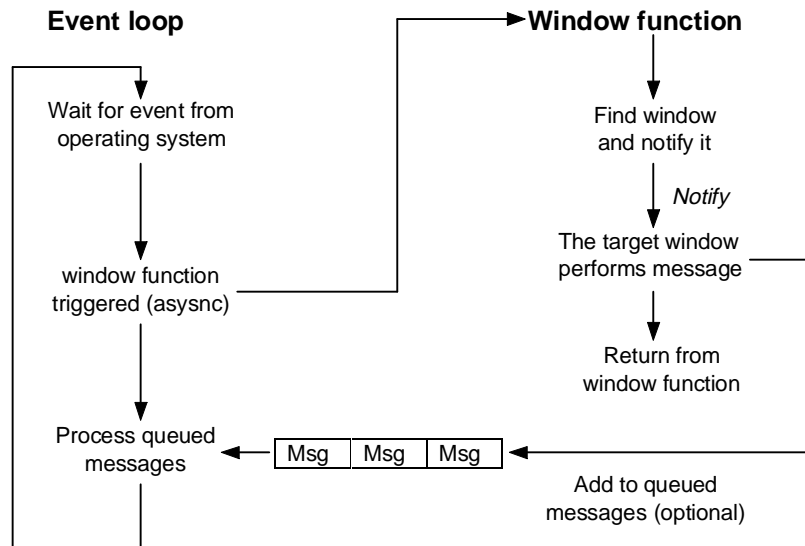 Event loop
Wait for event from
operating system
window function
triggered (asysnc)
Process queued
messages
Msg Msg Msg
Window function
Find window
and notify it
Notify
The target window
performs message
Return from
window function
Add to queued
messages (optional)